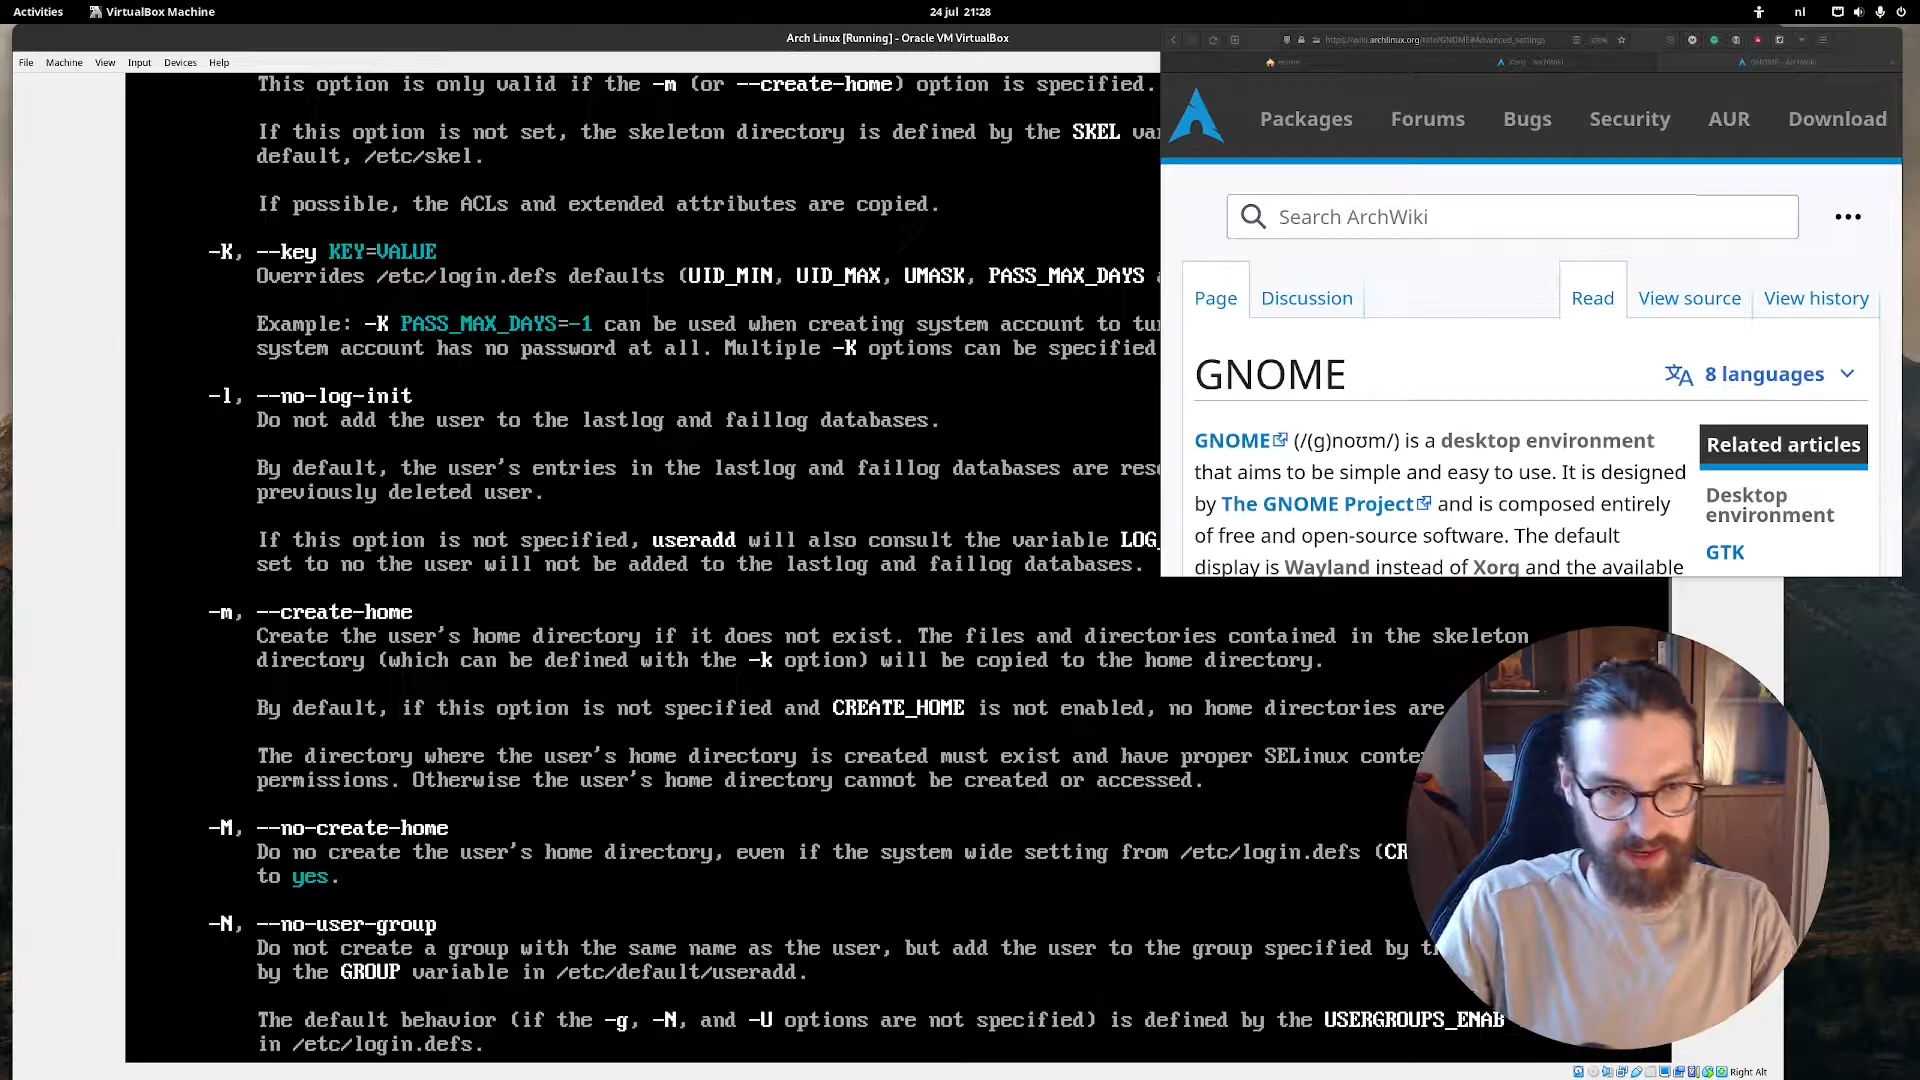 Activities
VirtualBox Machine
24 jul 21:28
nl
Arch Linux [Running] - Oracle VM VirtualBox
File Machine View Input Devices Help
This option is only valid if the -m (or --create-home) option is specified.
If this option is not set, the skeleton directory is defined by the SKEL
default, /etc/skel.
If possible, the ACLs and extended attributes are copied.
-K, --key KEY=VALUE
Overrides /etc/login.defs defaults (UID_MIN, UID_MAX, UMASK, PASS_MAX_DAYS
Example: -K PASS_MAX_DAYS=-1 can be used when creating system account to
system account has no password at all. Multiple -K options can be specified
-l, --no-log-init
Do not add the user to the lastlog and faillog databases.
By default, the user's entries in the lastlog and faillog databases are
previously deleted user.
If this option is not specified, useradd will also consult the variable LOG_
set to no the user will not be added to the lastlog and faillog databases.
-m, --create-home
Create the user's home directory if it does not exist. The files and directories contained in the skeleton
directory (which can be defined with the -k option) will be copied to the home directory.
By default, if this option is not specified and CREATE_HOME is not enabled, no home directories are
The directory where the user's home directory is created must exist and have proper SELinux
permissions. Otherwise the user's home directory cannot be created or accessed.
-M, --no-create-home
Do no create the user's home directory, even if the system wide setting from /etc/login.defs (CR
to yes.
-N, --no-user-group
Do not create a group with the same name as the user, but add the user to the group specified by
by the GROUP variable in /etc/default/useradd.
The default behavior (if the -g, -N, and -U options are not specified) is defined by the USERGROUPS_ENAB
in /etc/login.defs.
https://wiki.archlinux.org/title/GNOME#Advanced_settings
Home
Xorg - ArchWiki
GNOME - ArchWiki
Packages Forums Bugs Security AUR Download
Search ArchWiki
Page Discussion Read View source View history
GNOME
8 languages
GNOME (/(g)noʊm/) is a desktop environment
that aims to be simple and easy to use. It is designed
by The GNOME Project and is composed entirely
of free and open-source software. The default
display is Wayland instead of Xorg and the available
Related articles
Desktop
environment
GTK
Right Alt